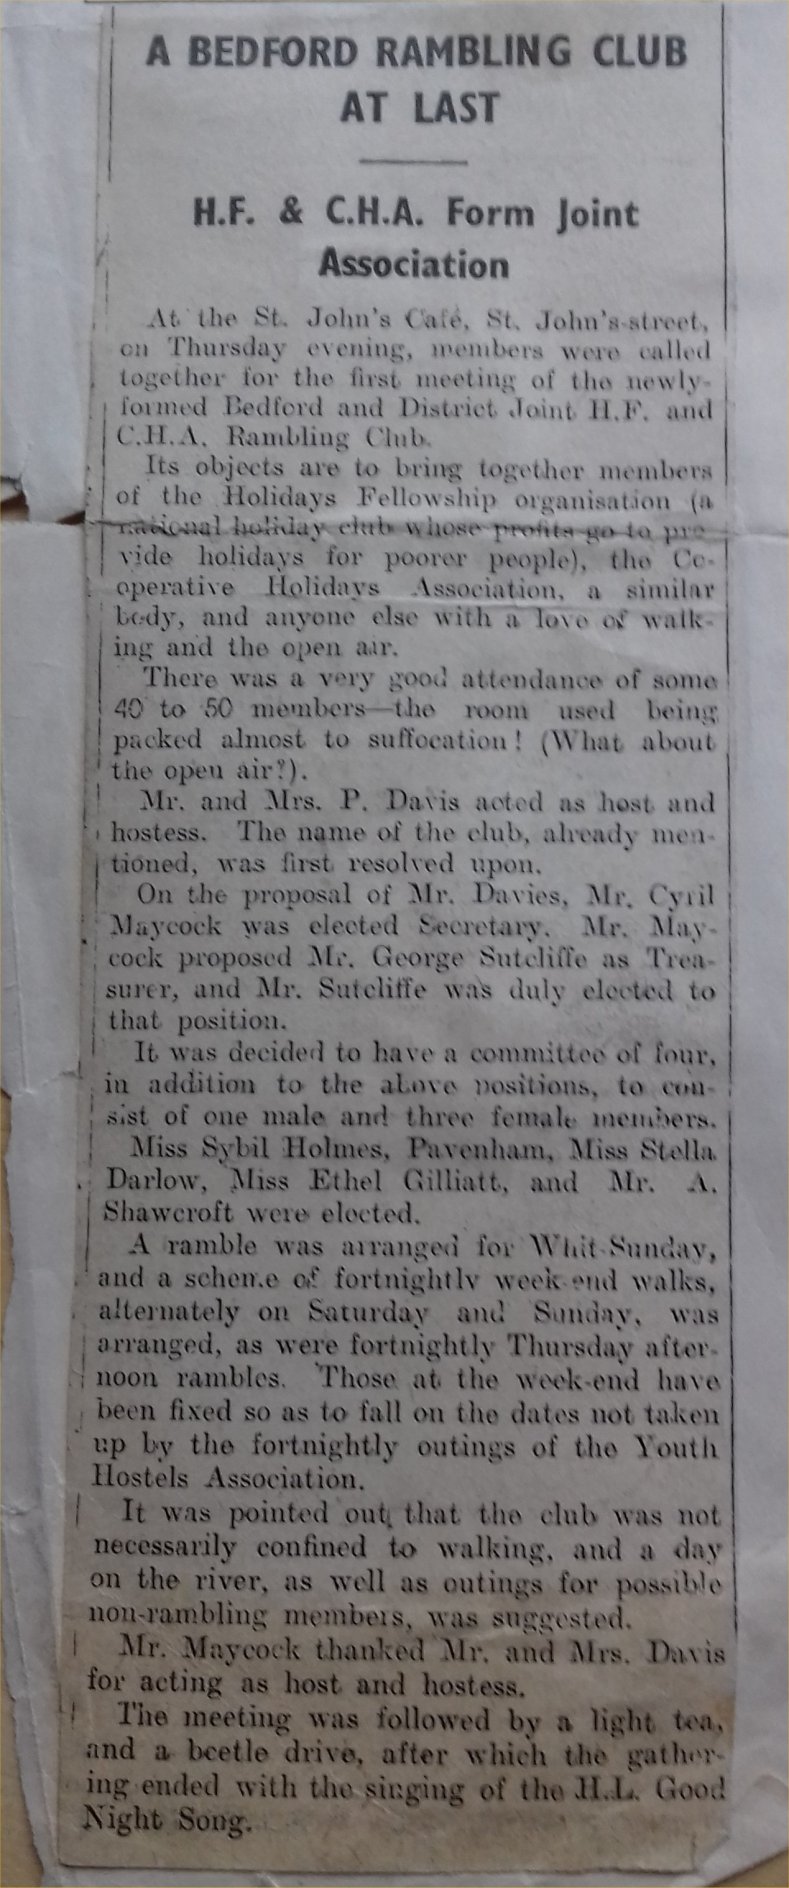 A BEDFORD RAMBLING CLUB
AT LAST
H.F. & C.H.A. Form Joint
Association
At the St. John's Café, St. John's-street,
on Thursday evening, members were called
together for the first meeting of the newly-
formed Bedford and District Joint H.F. and
C.H.A. Rambling Club.
Its objects are to bring together members
of the Holidays Fellowship organisation (a
national holiday club whose profits go to pro-
vide holidays for poorer people), the Co-
operative Holidays Association, a similar
body, and anyone else with a love of walk-
ing and the open air.
There was a very good attendance of some
40 to 50 members—the room used being
packed almost to suffocation! (What about
the open air?).
Mr. and Mrs. P. Davis acted as host and
hostess. The name of the club, already men-
tioned, was first resolved upon.
On the proposal of Mr. Davies, Mr. Cyril
Maycock was elected Secretary. Mr. May-
cock proposed Mr. George Sutcliffe as Trea-
surer, and Mr. Sutcliffe was duly elected to
that position.
It was decided to have a committee of four,
in addition to the above positions, to con-
sist of one male and three female members.
Miss Sybil Holmes, Pavenham, Miss Stella
Darlow, Miss Ethel Gilliatt, and Mr. A.
Shawcroft were elected.
A ramble was arranged for Whit-Sunday,
and a scheme of fortnightly week-end walks,
alternately on Saturday and Sunday, was
arranged, as were fortnightly Thursday after-
noon rambles. Those at the week-end have
been fixed so as to fall on the dates not taken
up by the fortnightly outings of the Youth
Hostels Association.
It was pointed out that the club was not
necessarily confined to walking, and a day
on the river, as well as outings for possible
non-rambling members, was suggested.
Mr. Maycock thanked Mr. and Mrs. Davis
for acting as host and hostess.
The meeting was followed by a light tea,
and a beetle drive, after which the gather-
ing ended with the singing of the H.L. Good
Night Song.